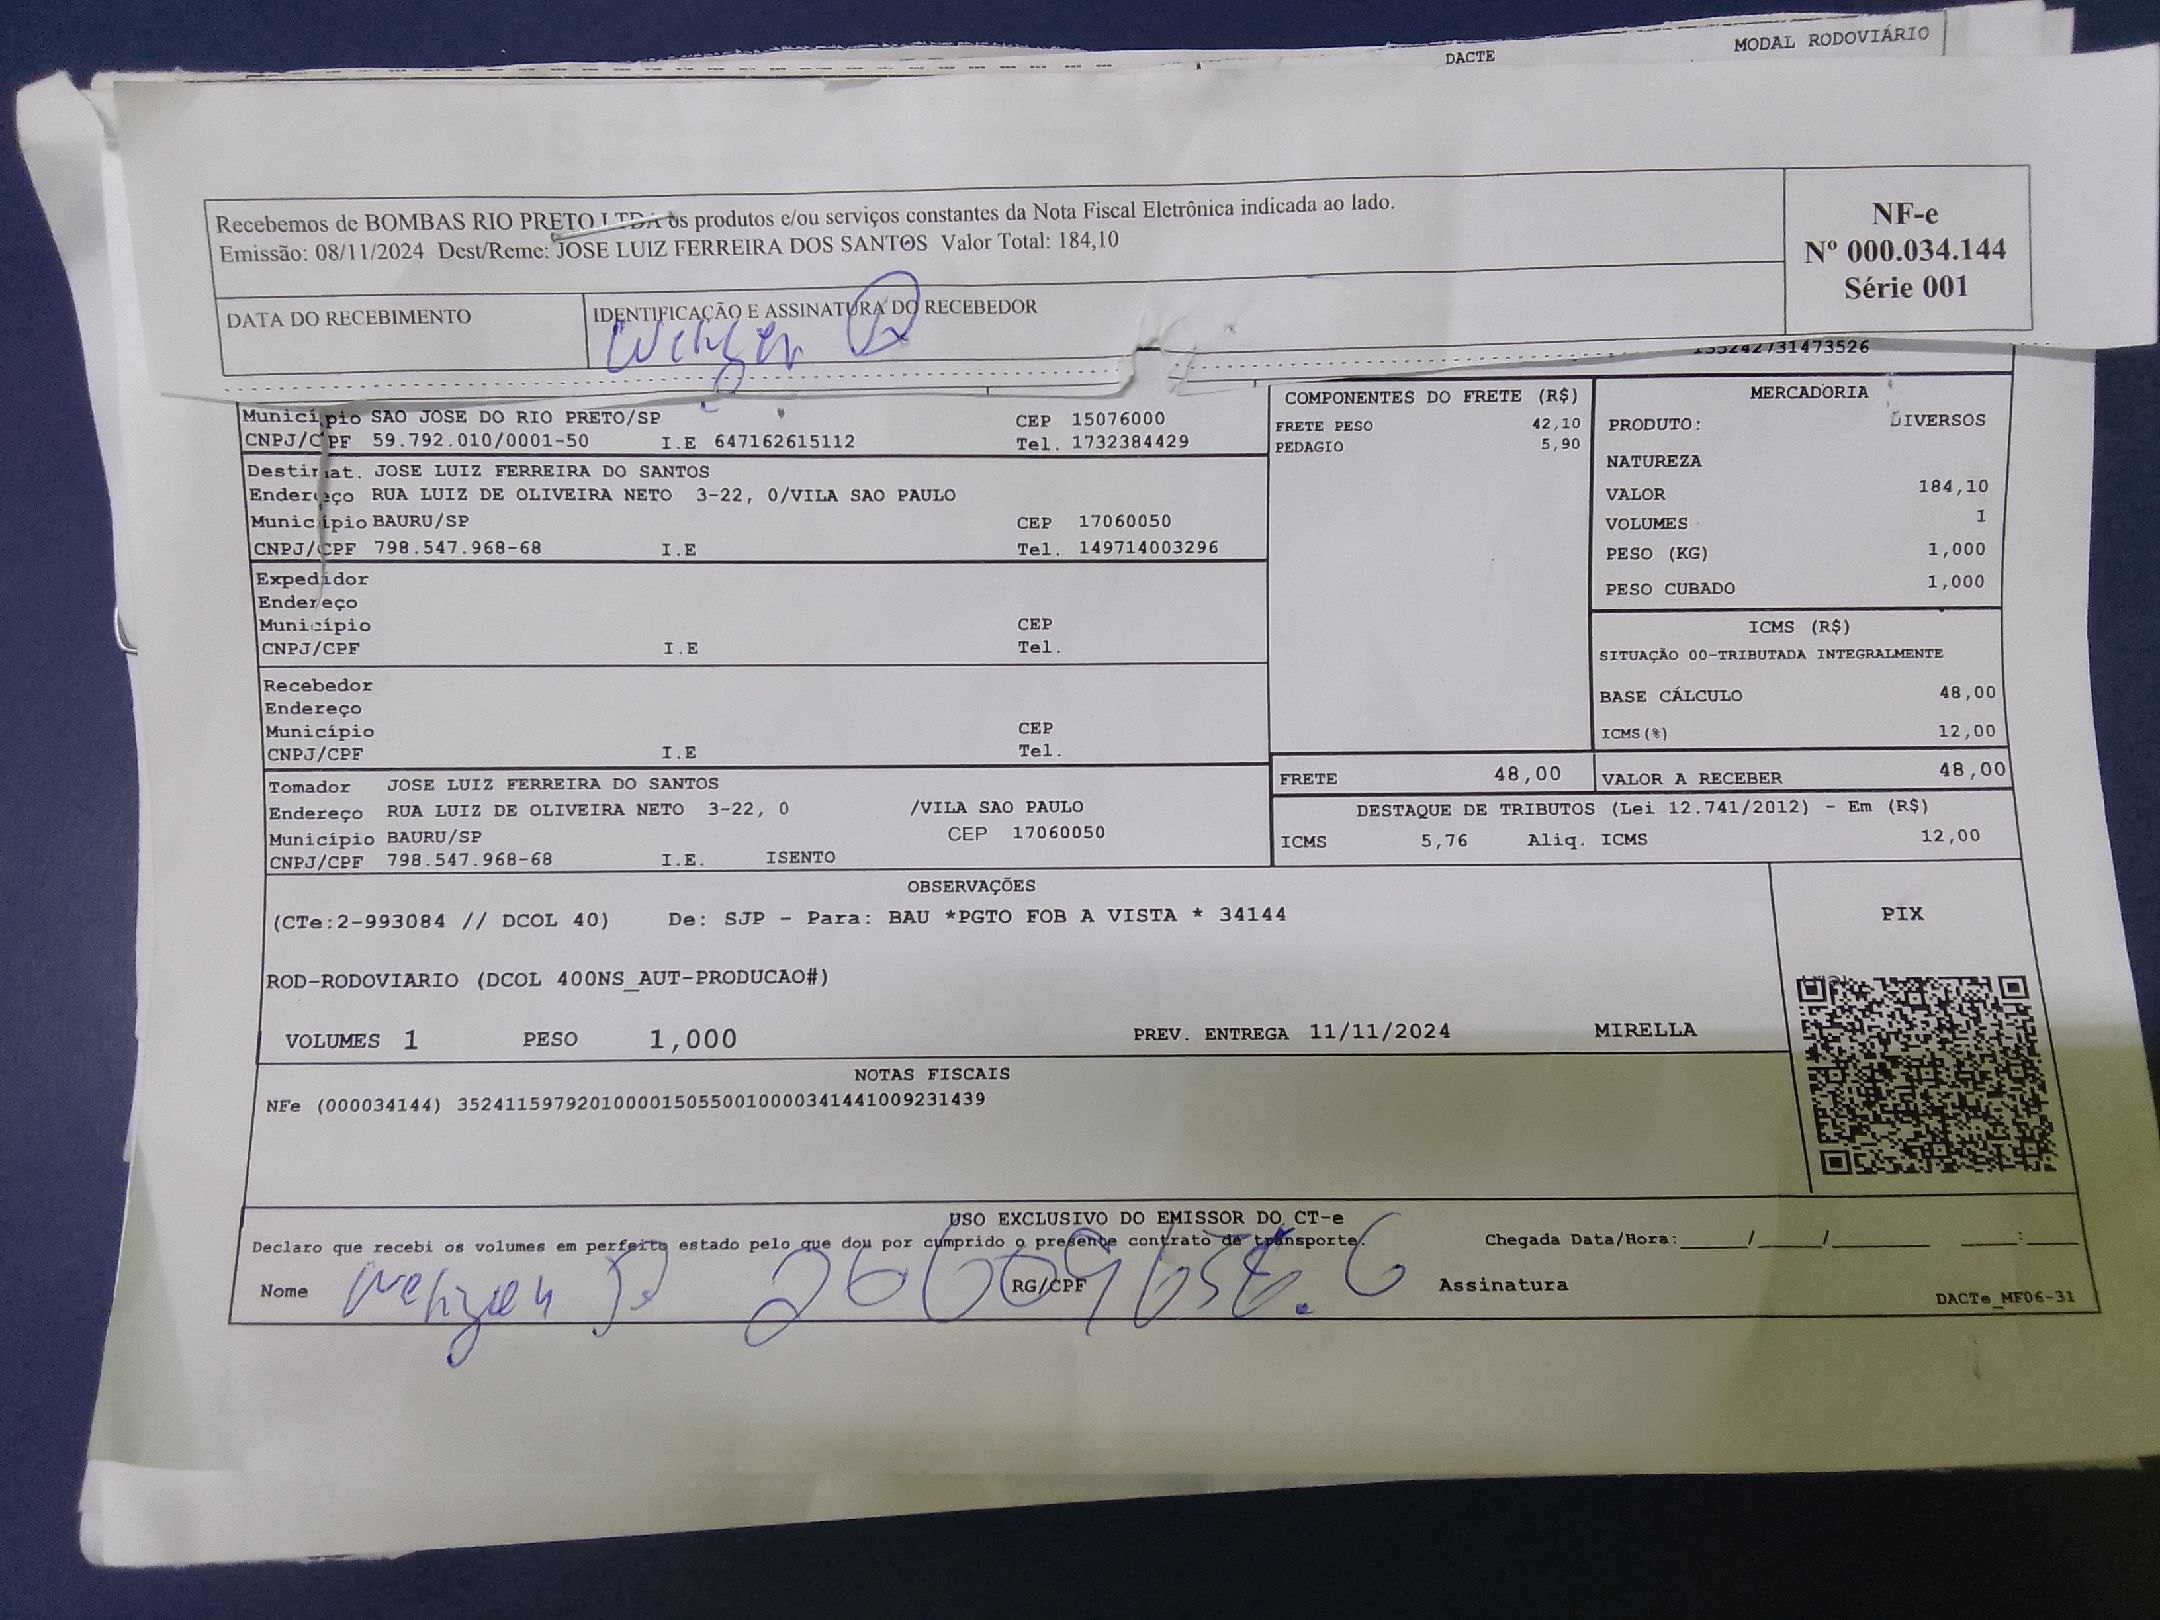 DACTE MODAL RODOVIÁRIO
Recebemos de BOMBAS RIO PRETO LTDA os produtos e/ou serviços constantes da Nota Fiscal Eletrônica indicada ao lado.
Emissão: 08/11/2024 Dest/Reme: JOSE LUIZ FERREIRA DOS SANTOS Valor Total: 184,10
NF-e
Nº 000.034.144
Série 001
DATA DO RECEBIMENTO
IDENTIFICAÇÃO E ASSINATURA DO RECEBEDOR
135242731473526
Município SAO JOSE DO RIO PRETO/SP CEP 15076000
CNPJ/CPF 59.792.010/0001-50 I.E 647162615112 Tel. 1732384429
Destinat. JOSE LUIZ FERREIRA DO SANTOS
Endereço RUA LUIZ DE OLIVEIRA NETO 3-22, 0/VILA SAO PAULO
Município BAURU/SP CEP 17060050
CNPJ/CPF 798.547.968-68 I.E Tel. 149714003296
Expedidor
Endereço
Município CEP
CNPJ/CPF I.E Tel.
Recebedor
Endereço
Município CEP
CNPJ/CPF I.E Tel.
Tomador JOSE LUIZ FERREIRA DO SANTOS
Endereço RUA LUIZ DE OLIVEIRA NETO 3-22, 0 /VILA SAO PAULO
Município BAURU/SP CEP 17060050
CNPJ/CPF 798.547.968-68 I.E. ISENTO
COMPONENTES DO FRETE (R$)
FRETE PESO 42,10
PEDAGIO 5,90
MERCADORIA
PRODUTO: DIVERSOS
NATUREZA
VALOR 184,10
VOLUMES 1
PESO (KG) 1,000
PESO CUBADO 1,000
ICMS (R$)
SITUAÇÃO 00-TRIBUTADA INTEGRALMENTE
BASE CÁLCULO 48,00
ICMS(%) 12,00
FRETE 48,00 VALOR A RECEBER 48,00
DESTAQUE DE TRIBUTOS (Lei 12.741/2012) - Em (R$)
ICMS 5,76 Aliq. ICMS 12,00
OBSERVAÇÕES
(CTe:2-993084 // DCOL 40) De: SJP - Para: BAU *PGTO FOB A VISTA * 34144
ROD-RODOVIARIO (DCOL 400NS_AUT-PRODUCAO#)
VOLUMES 1 PESO 1,000 PREV. ENTREGA 11/11/2024 MIRELLA
PIX
NOTAS FISCAIS
NFe (000034144) 35241159792010000150550010000341441009231439
USO EXCLUSIVO DO EMISSOR DO CT-e
Declaro que recebi os volumes em perfeito estado pelo que dou por cumprido o presente contrato de transporte. Chegada Data/Hora:_____/_____/_______ ____:____
Nome RG/CPF Assinatura
DACTe_MF06-31